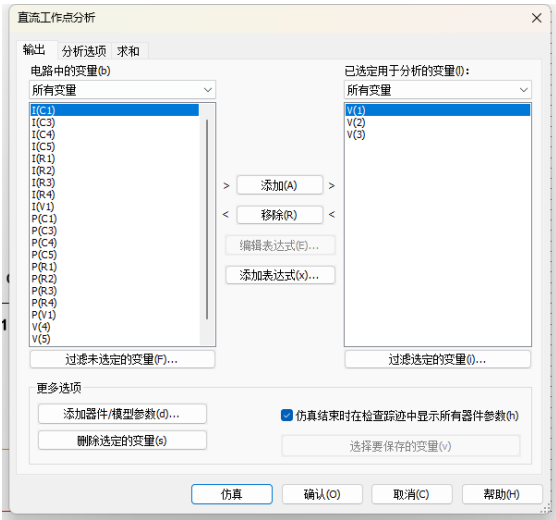 直流工作点分析
输出 分析选项 求和
电路中的变量(b)
已选定用于分析的变量(l):
所有变量
所有变量
I(C1)
I(C3)
I(C4)
I(C5)
I(R1)
I(R2)
I(R3)
I(R4)
I(V1)
P(C1)
P(C3)
P(C4)
P(C5)
P(R1)
P(R2)
P(R3)
P(R4)
P(V1)
V(4)
V(5)
V(1)
V(2)
V(3)
> 添加(A) >
< 移除(R) <
编辑表达式(E)...
添加表达式(x)...
过滤未选定的变量(F)...
过滤选定的变量(i)...
更多选项
添加器件/模型参数(d)...
删除选定的变量(s)
仿真结束时在检查踪迹中显示所有器件参数(h)
选择要保存的变量(v)
仿真 确认(O) 取消(C) 帮助(H)
1